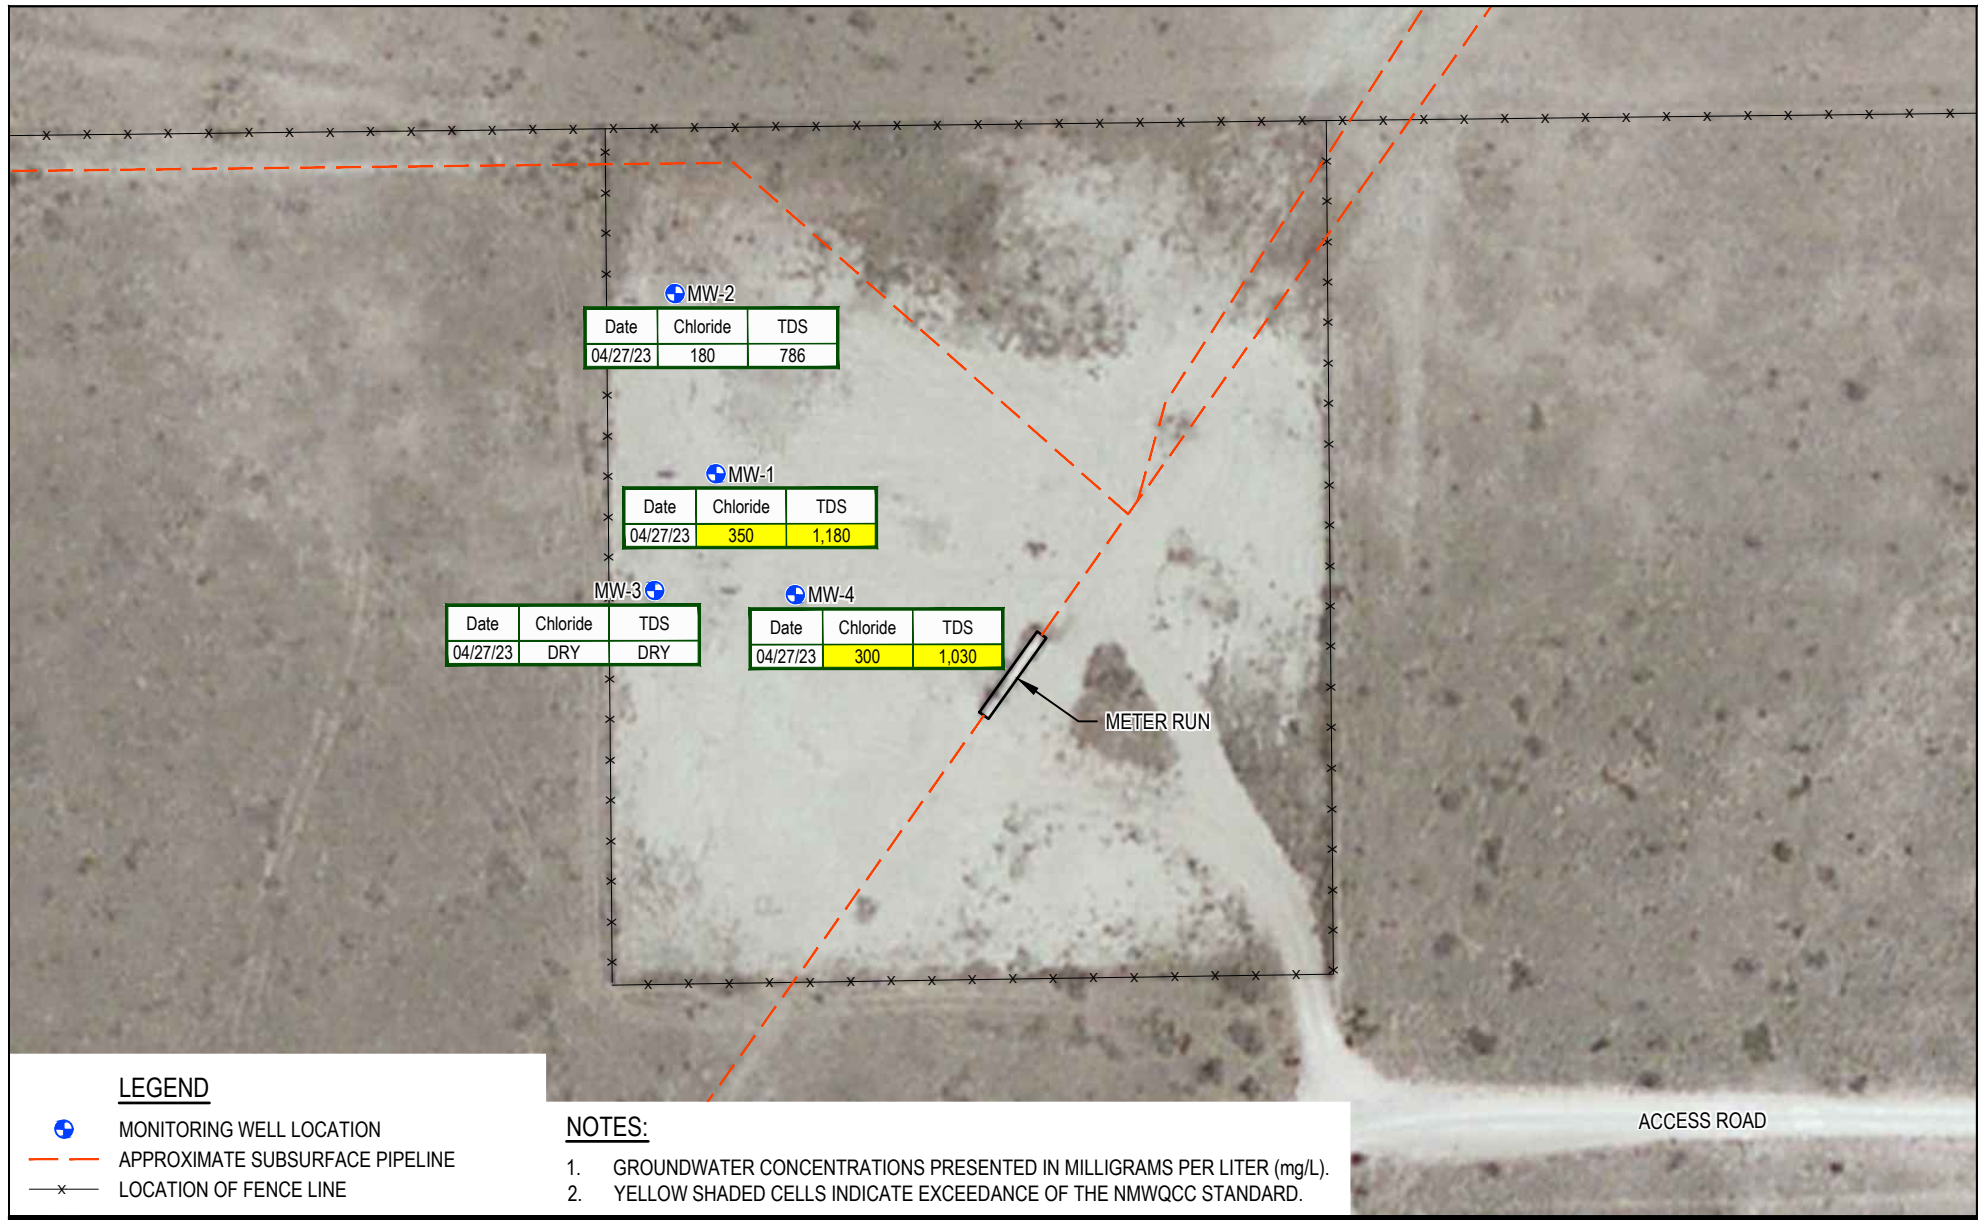 MW-2
Date Chloride TDS
04/27/23 180 786
MW-1
Date Chloride TDS
04/27/23 350 1,180
MW-3
Date Chloride TDS
04/27/23 DRY DRY
MW-4
Date Chloride TDS
04/27/23 300 1,030
METER RUN
ACCESS ROAD
LEGEND
MONITORING WELL LOCATION
APPROXIMATE SUBSURFACE PIPELINE
x LOCATION OF FENCE LINE
NOTES:
1. GROUNDWATER CONCENTRATIONS PRESENTED IN MILLIGRAMS PER LITER (mg/L).
2. YELLOW SHADED CELLS INDICATE EXCEEDANCE OF THE NMWQCC STANDARD.